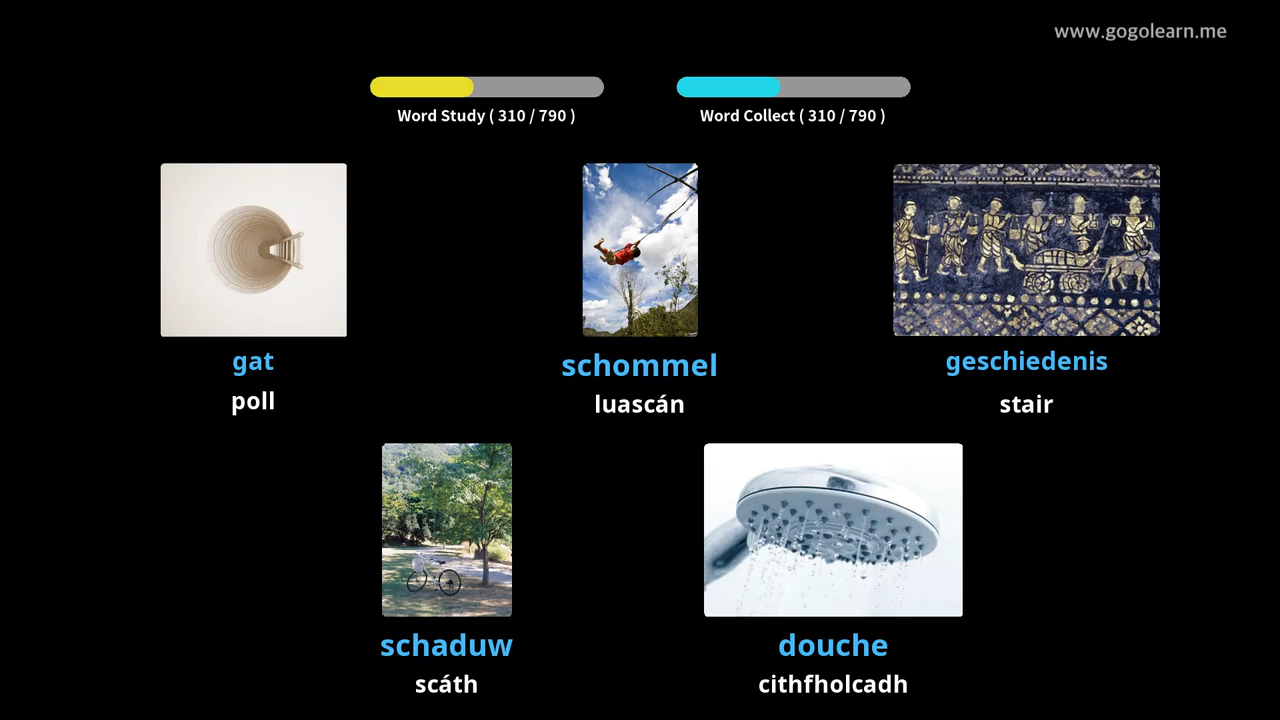 www.gogolearn.me
Word Study ( 310 / 790 )
Word Collect ( 310 / 790 )
gat
poll
schommel
luascán
geschiedenis
stair
schaduw
scáth
douche
cithfholcadh